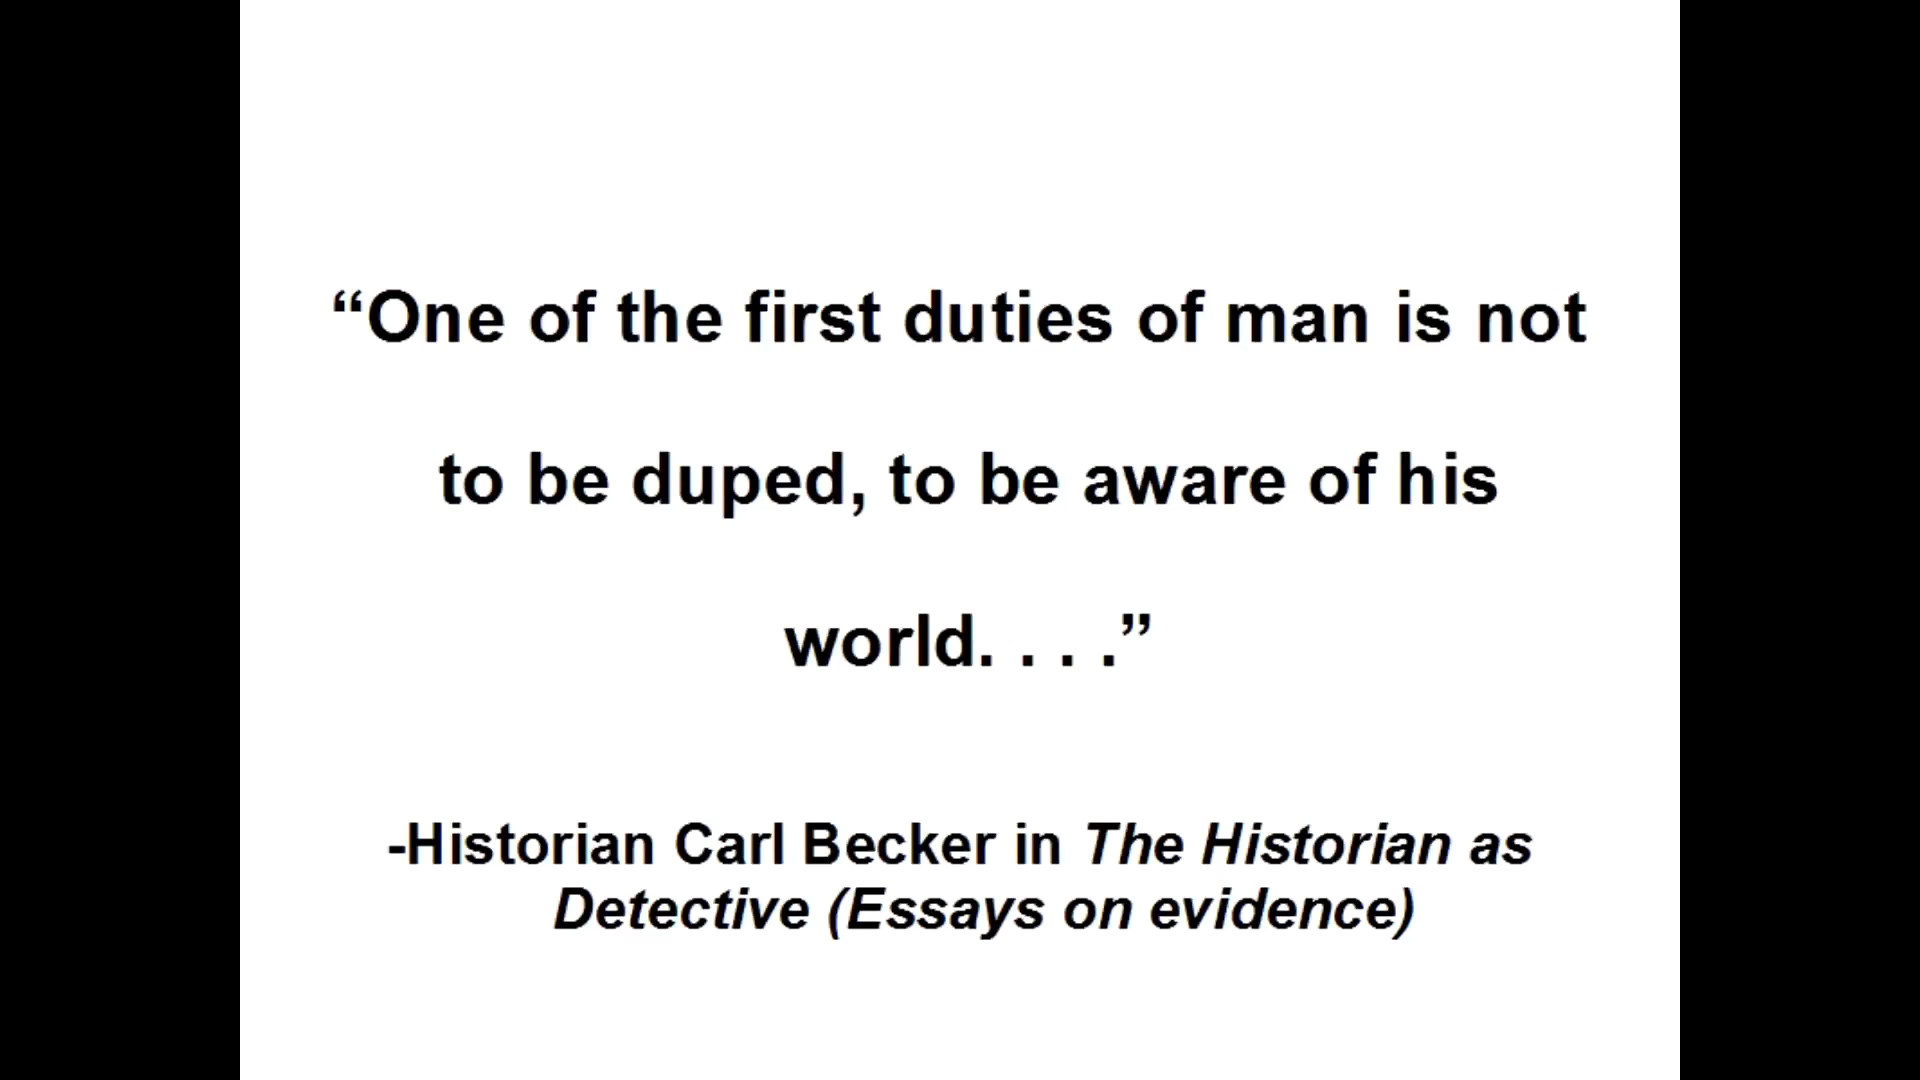 “One of the first duties of man is not
to be duped, to be aware of his
world. . . .”
-Historian Carl Becker in The Historian as
Detective (Essays on evidence)